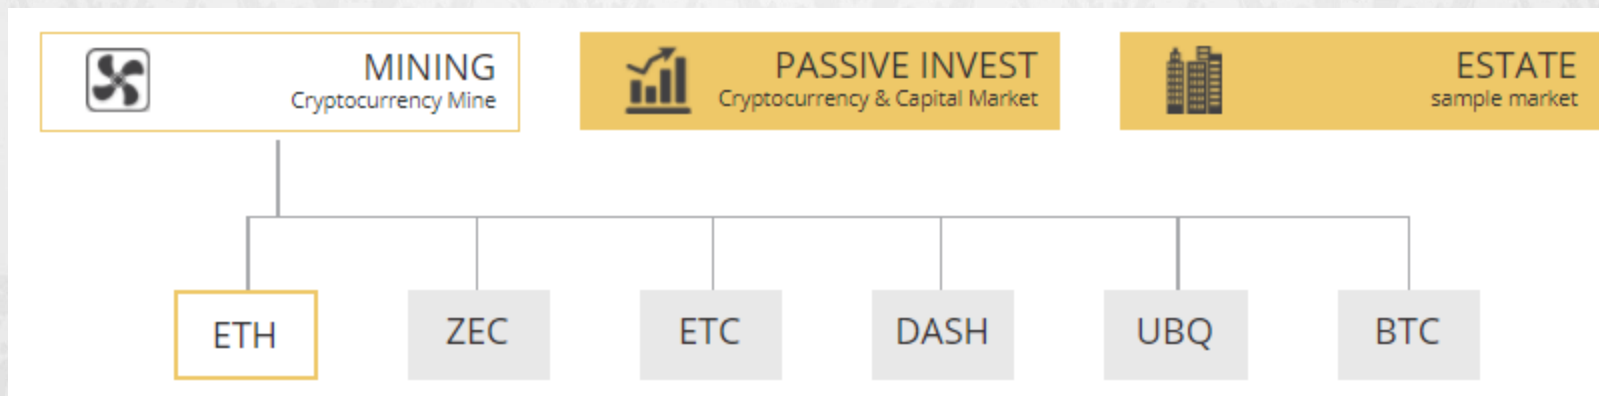 MINING
Cryptocurrency Mine
PASSIVE INVEST
Cryptocurrency & Capital Market
ESTATE
sample market
ETH
ZEC
ETC
DASH
UBQ
BTC